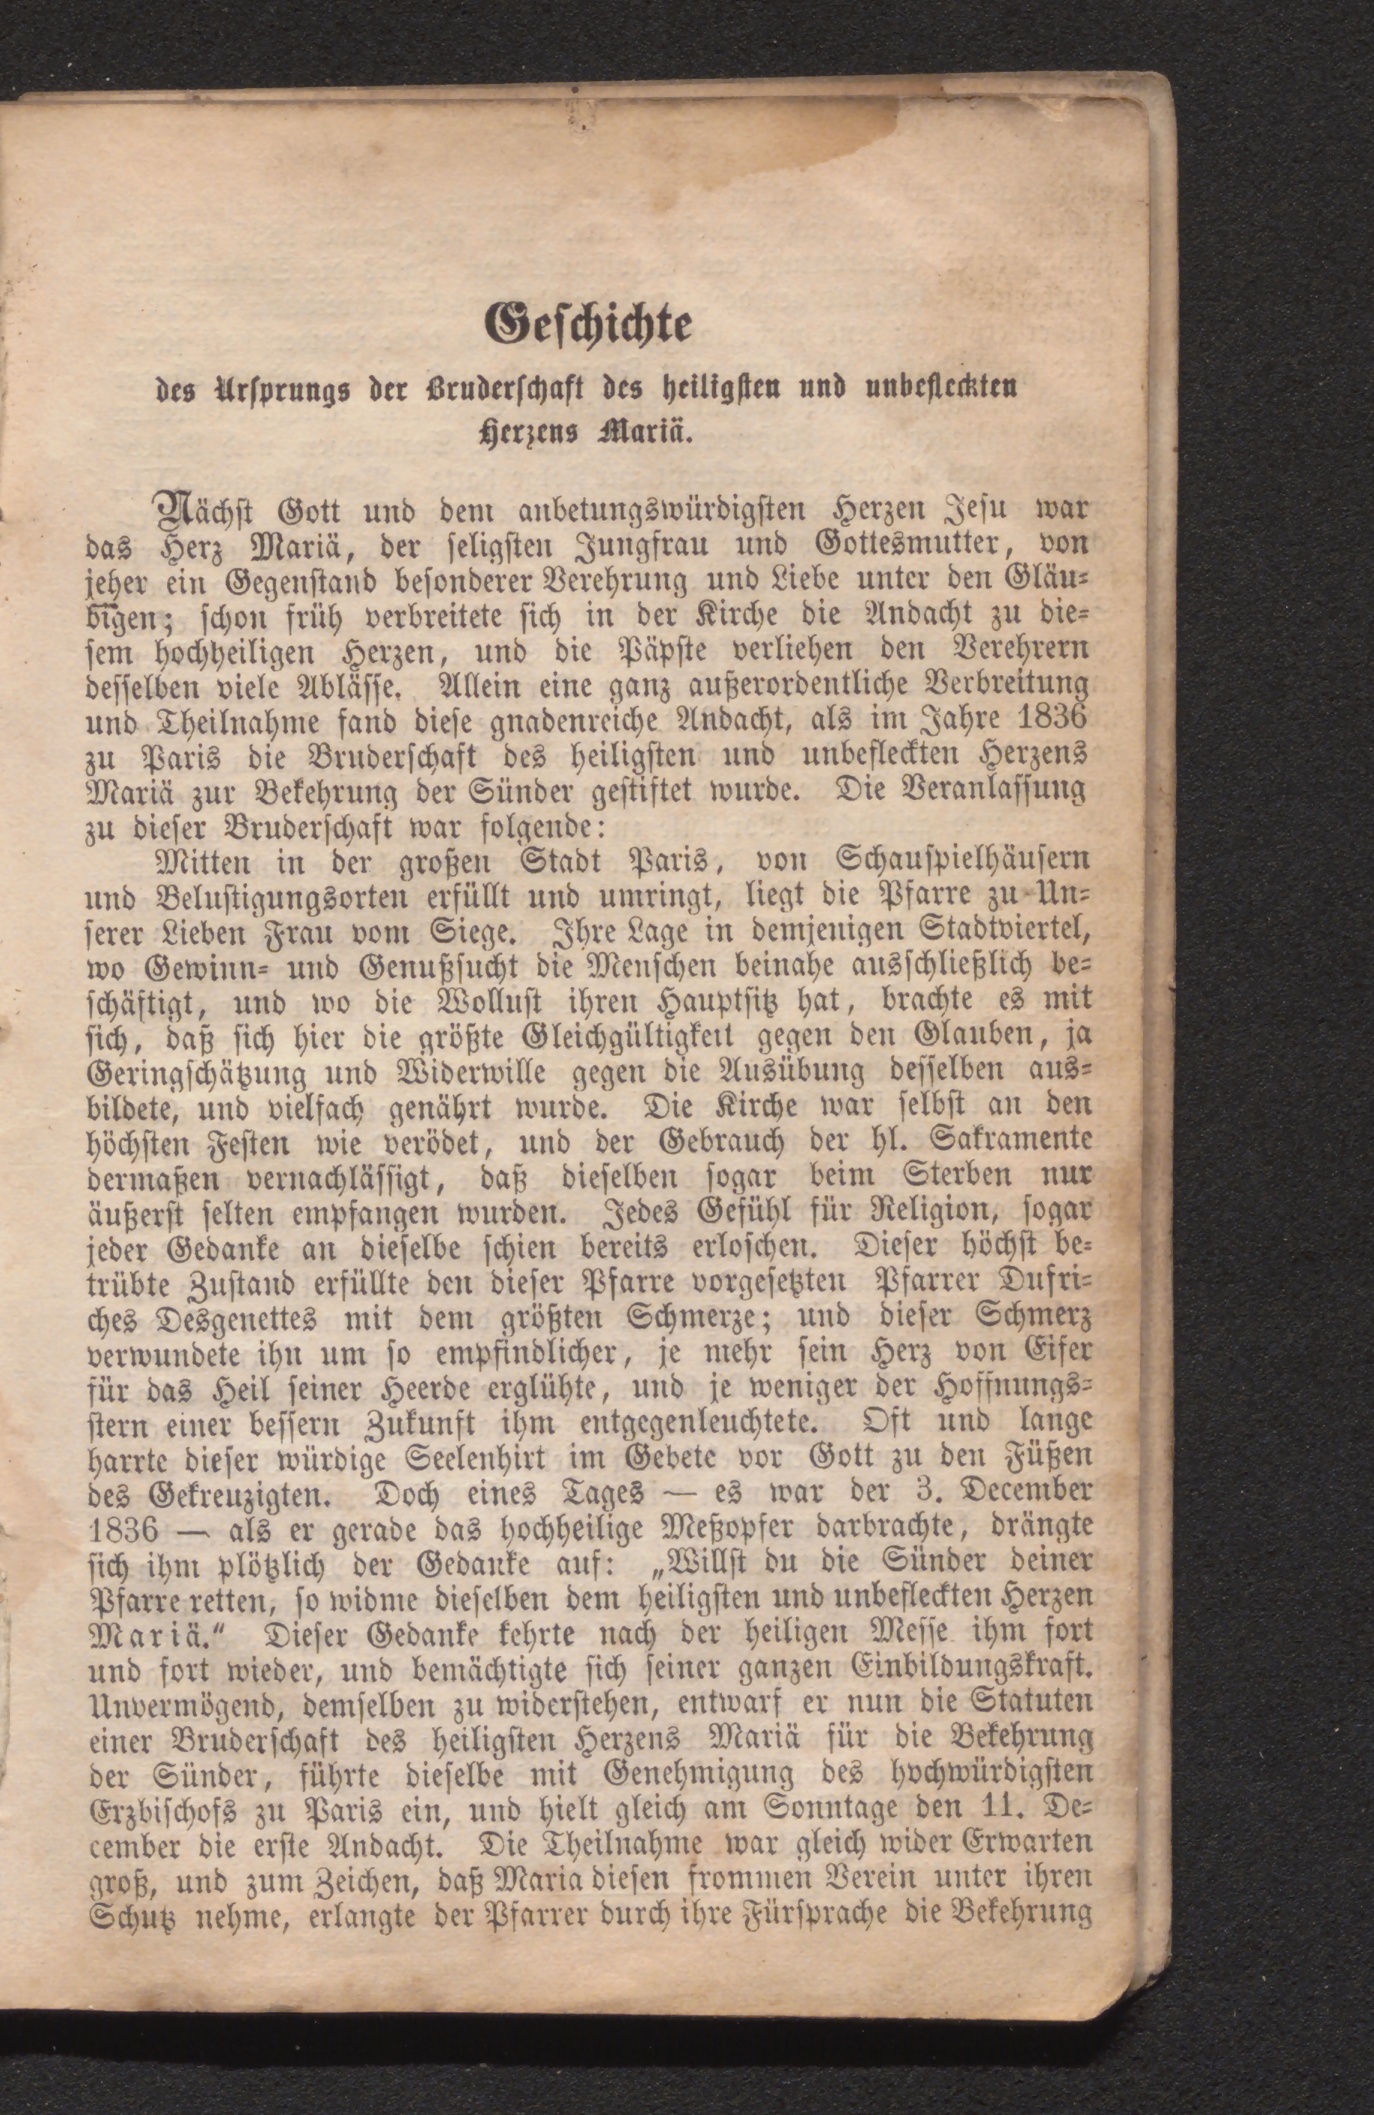 Geschichte
des Ursprungs der Bruderschaft des heiligsten und unbefleckten
Herzens Mariä.
Nächst Gott und dem anbetungswürdigsten Herzen Jesu war
das Herz Mariä, der seligsten Jungfrau und Gottesmutter, von
jeher ein Gegenstand besonderer Verehrung und Liebe unter den Gläu-
bigen; schon früh verbreitete sich in der Kirche die Andacht zu die-
sem hochheiligen Herzen, und die Päpste verliehen den Verehrern
desselben viele Ablässe. Allein eine ganz außerordentliche Verbreitung
und Theilnahme fand diese gnadenreiche Andacht, als im Jahre 1836
zu Paris die Bruderschaft des heiligsten und unbefleckten Herzens
Mariä zur Bekehrung der Sünder gestiftet wurde. Die Veranlassung
zu dieser Bruderschaft war folgende:
Mitten in der großen Stadt Paris, von Schauspielhäusern
und Belustigungsorten erfüllt und umringt, liegt die Pfarre zu Un-
serer Lieben Frau vom Siege. Ihre Lage in demjenigen Stadtviertel,
wo Gewinn- und Genußsucht die Menschen beinahe ausschließlich be-
schäftigt, und wo die Wollust ihren Hauptsitz hat, brachte es mit
sich, daß sich hier die größte Gleichgültigkeit gegen den Glauben, ja
Geringschätzung und Widerwille gegen die Ausübung desselben aus-
bildete, und vielfach genährt wurde. Die Kirche war selbst an den
höchsten Festen wie verödet, und der Gebrauch der hl. Sakramente
dermaßen vernachlässigt, daß dieselben sogar beim Sterben nur
äußerst selten empfangen wurden. Jedes Gefühl für Religion, sogar
jeder Gedanke an dieselbe schien bereits erloschen. Dieser höchst be-
trübte Zustand erfüllte den dieser Pfarre vorgesetzten Pfarrer Dufri-
ches Desgenettes mit dem größten Schmerze; und dieser Schmerz
verwundete ihn um so empfindlicher, je mehr sein Herz von Eifer
für das Heil seiner Heerde erglühte, und je weniger der Hoffnungs-
stern einer bessern Zukunft ihm entgegenleuchtete. Oft und lange
harrte dieser würdige Seelenhirt im Gebete vor Gott zu den Füßen
des Gekreuzigten. Doch eines Tages — es war der 3. December
1836 — als er gerade das hochheilige Meßopfer darbrachte, drängte
sich ihm plötzlich der Gedanke auf: „Willst du die Sünder deiner
Pfarre retten, so widme dieselben dem heiligsten und unbefleckten Herzen
Mariä.“ Dieser Gedanke kehrte nach der heiligen Messe ihm fort
und fort wieder, und bemächtigte sich seiner ganzen Einbildungskraft.
Unvermögend, demselben zu widerstehen, entwarf er nun die Statuten
einer Bruderschaft des heiligsten Herzens Mariä für die Bekehrung
der Sünder, führte dieselbe mit Genehmigung des hochwürdigsten
Erzbischofs zu Paris ein, und hielt gleich am Sonntage den 11. De-
cember die erste Andacht. Die Theilnahme war gleich wider Erwarten
groß, und zum Zeichen, daß Maria diesen frommen Verein unter ihren
Schutz nehme, erlangte der Pfarrer durch ihre Fürsprache die Bekehrung